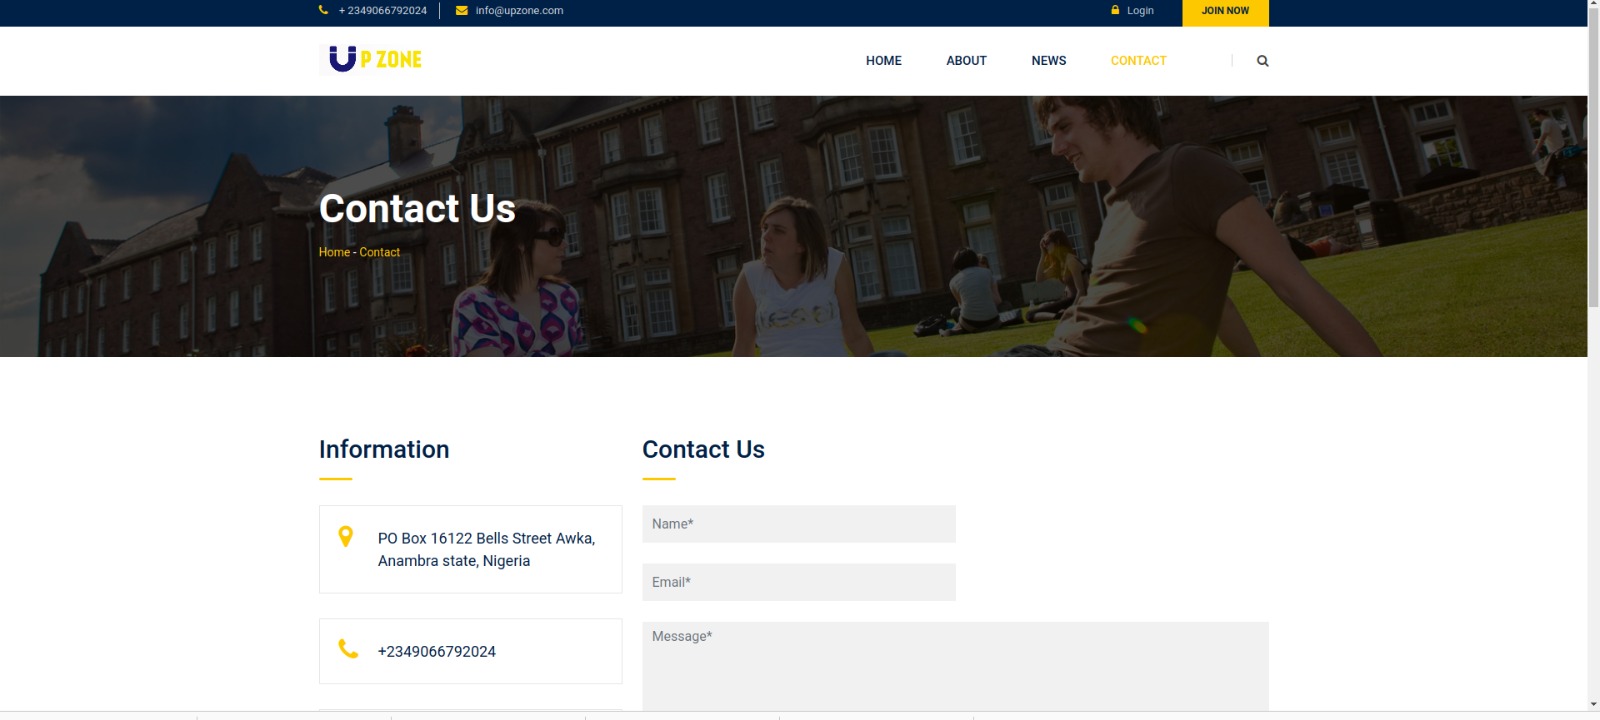 + 2349066792024
info@upzone.com
Login
JOIN NOW
UP ZONE
HOME
ABOUT
NEWS
CONTACT
Contact Us
Home - Contact
Information
Contact Us
PO Box 16122 Bells Street Awka,
Anambra state, Nigeria
+2349066792024
Name*
Email*
Message*